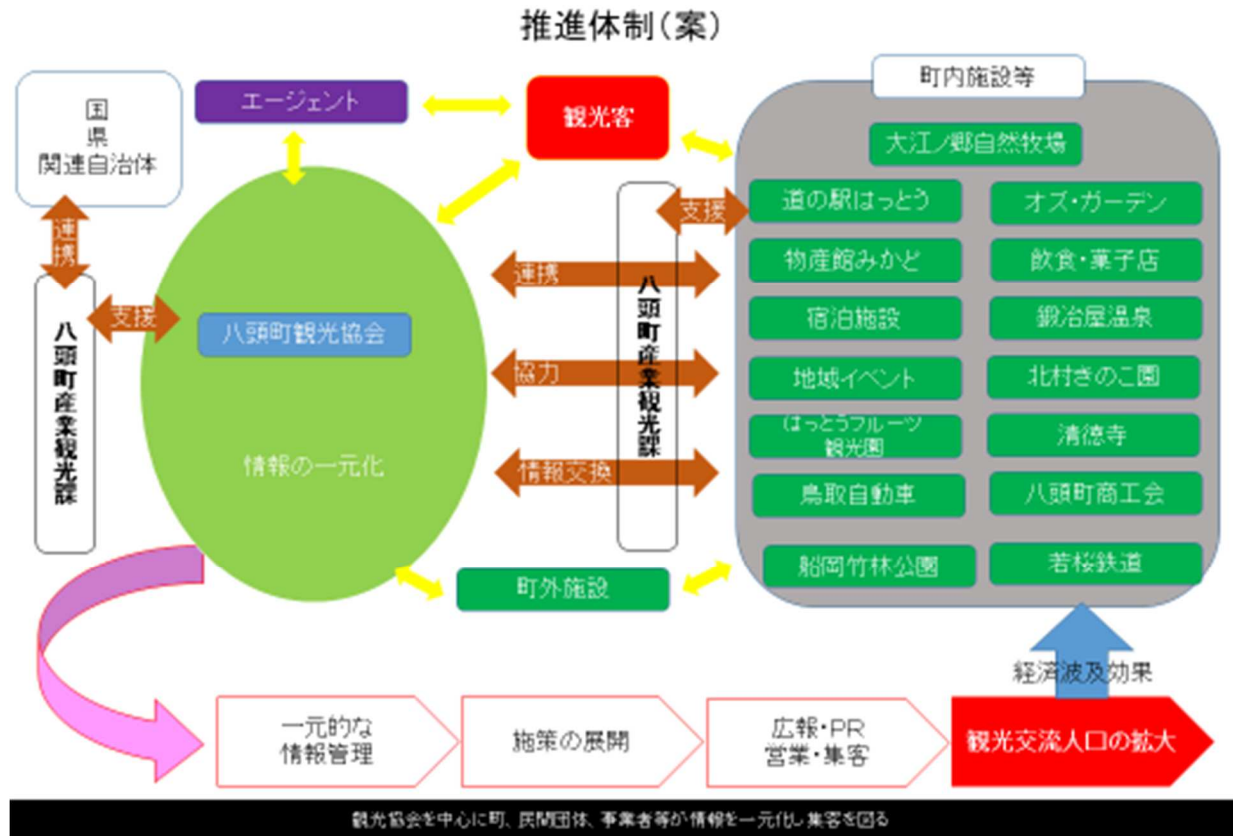 推進体制(案)
町内施設等
国
県
関連自治体
エージェント
観光客
大江ノ郷自然牧場
連携
支援
道の駅はっとう
オズ・ガーデン
連携
物産館みかど
飲食・菓子店
八頭町産業観光課
支援
八頭町観光協会
八頭町産業観光課
宿泊施設
鍛冶屋温泉
協力
地域イベント
北村きのこ園
はっとうフルーツ
観光園
清徳寺
情報の一元化
情報交換
鳥取自動車
八頭町商工会
町外施設
船岡竹林公園
若桜鉄道
経済波及効果
一元的な
情報管理
施策の展開
広報・PR
営業・集客
観光交流人口の拡大
観光協会を中心に町、民間団体、事業者等が情報を一元化し集客を図る